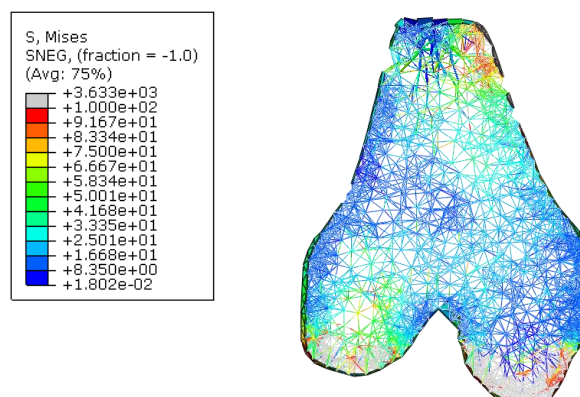 S, Mises
SNEG, (fraction = -1.0)
(Avg: 75%)
+3.633e+03
+1.000e+02
+9.167e+01
+8.334e+01
+7.500e+01
+6.667e+01
+5.834e+01
+5.001e+01
+4.168e+01
+3.335e+01
+2.501e+01
+1.668e+01
+8.350e+00
+1.802e-02